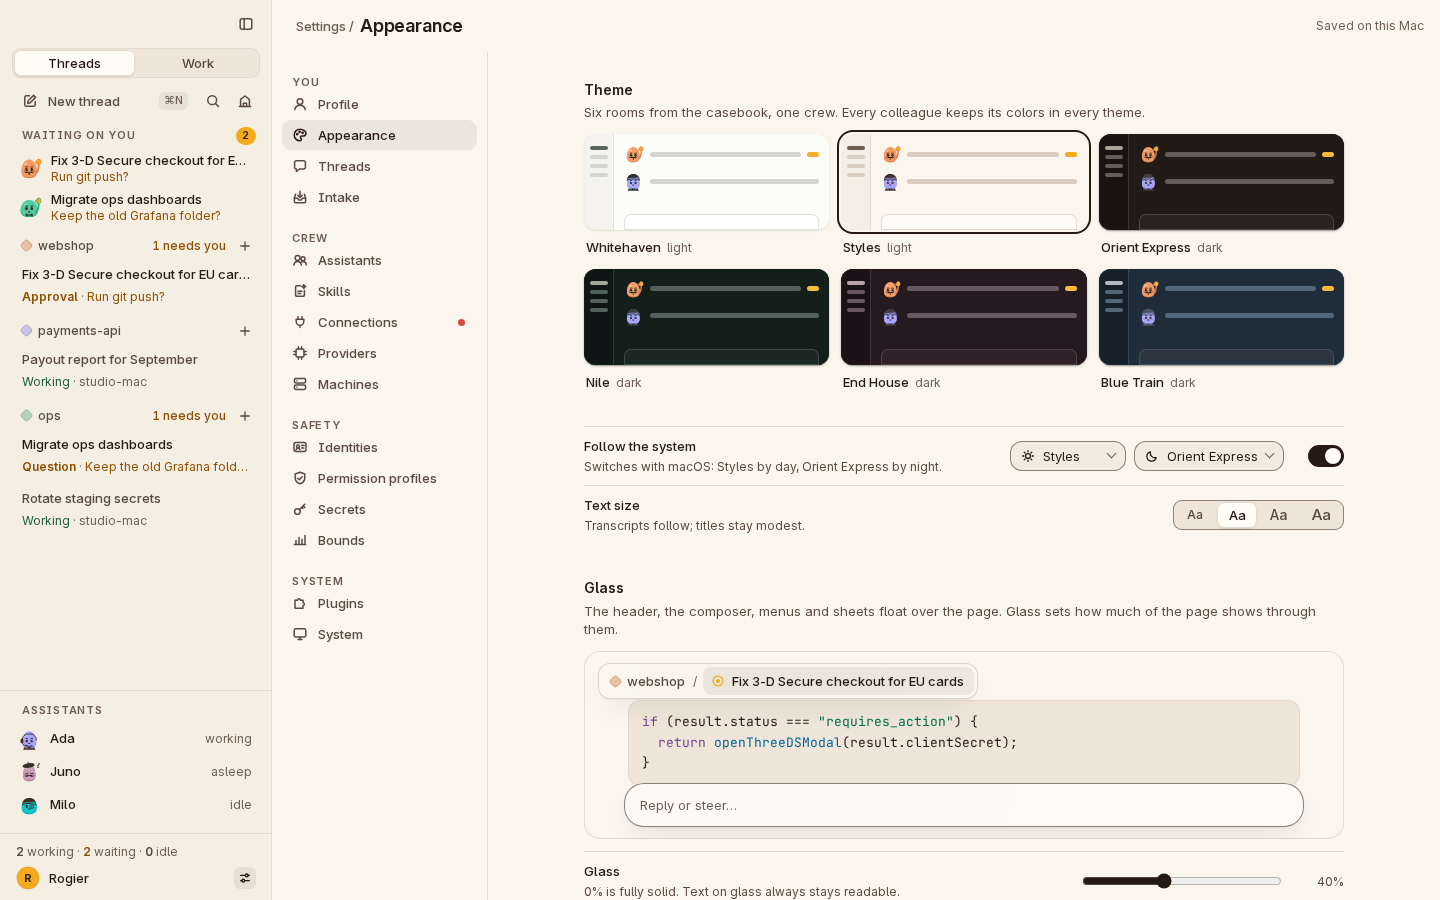 Threads
Work
New thread
⌘N
WAITING ON YOU
2
Fix 3-D Secure checkout for E…
Run git push?
Migrate ops dashboards
Keep the old Grafana folder?
webshop
1 needs you
Fix 3-D Secure checkout for EU car…
Approval · Run git push?
payments-api
Payout report for September
Working · studio-mac
ops
1 needs you
Migrate ops dashboards
Question · Keep the old Grafana fold…
Rotate staging secrets
Working · studio-mac
ASSISTANTS
Ada
working
Juno
asleep
Milo
idle
2 working · 2 waiting · 0 idle
R
Rogier
Settings / Appearance
Saved on this Mac
YOU
Profile
Appearance
Threads
Intake
CREW
Assistants
Skills
Connections
Providers
Machines
SAFETY
Identities
Permission profiles
Secrets
Bounds
SYSTEM
Plugins
System
Theme
Six rooms from the casebook, one crew. Every colleague keeps its colors in every theme.
Whitehaven light
Styles light
Orient Express dark
Nile dark
End House dark
Blue Train dark
Follow the system
Switches with macOS: Styles by day, Orient Express by night.
Styles
Orient Express
Text size
Transcripts follow; titles stay modest.
Aa
Aa
Aa
Aa
Glass
The header, the composer, menus and sheets float over the page. Glass sets how much of the page shows through
them.
webshop / Fix 3-D Secure checkout for EU cards
if (result.status === "requires_action") {
return openThreeDSModal(result.clientSecret);
}
Reply or steer…
Glass
0% is fully solid. Text on glass always stays readable.
40%